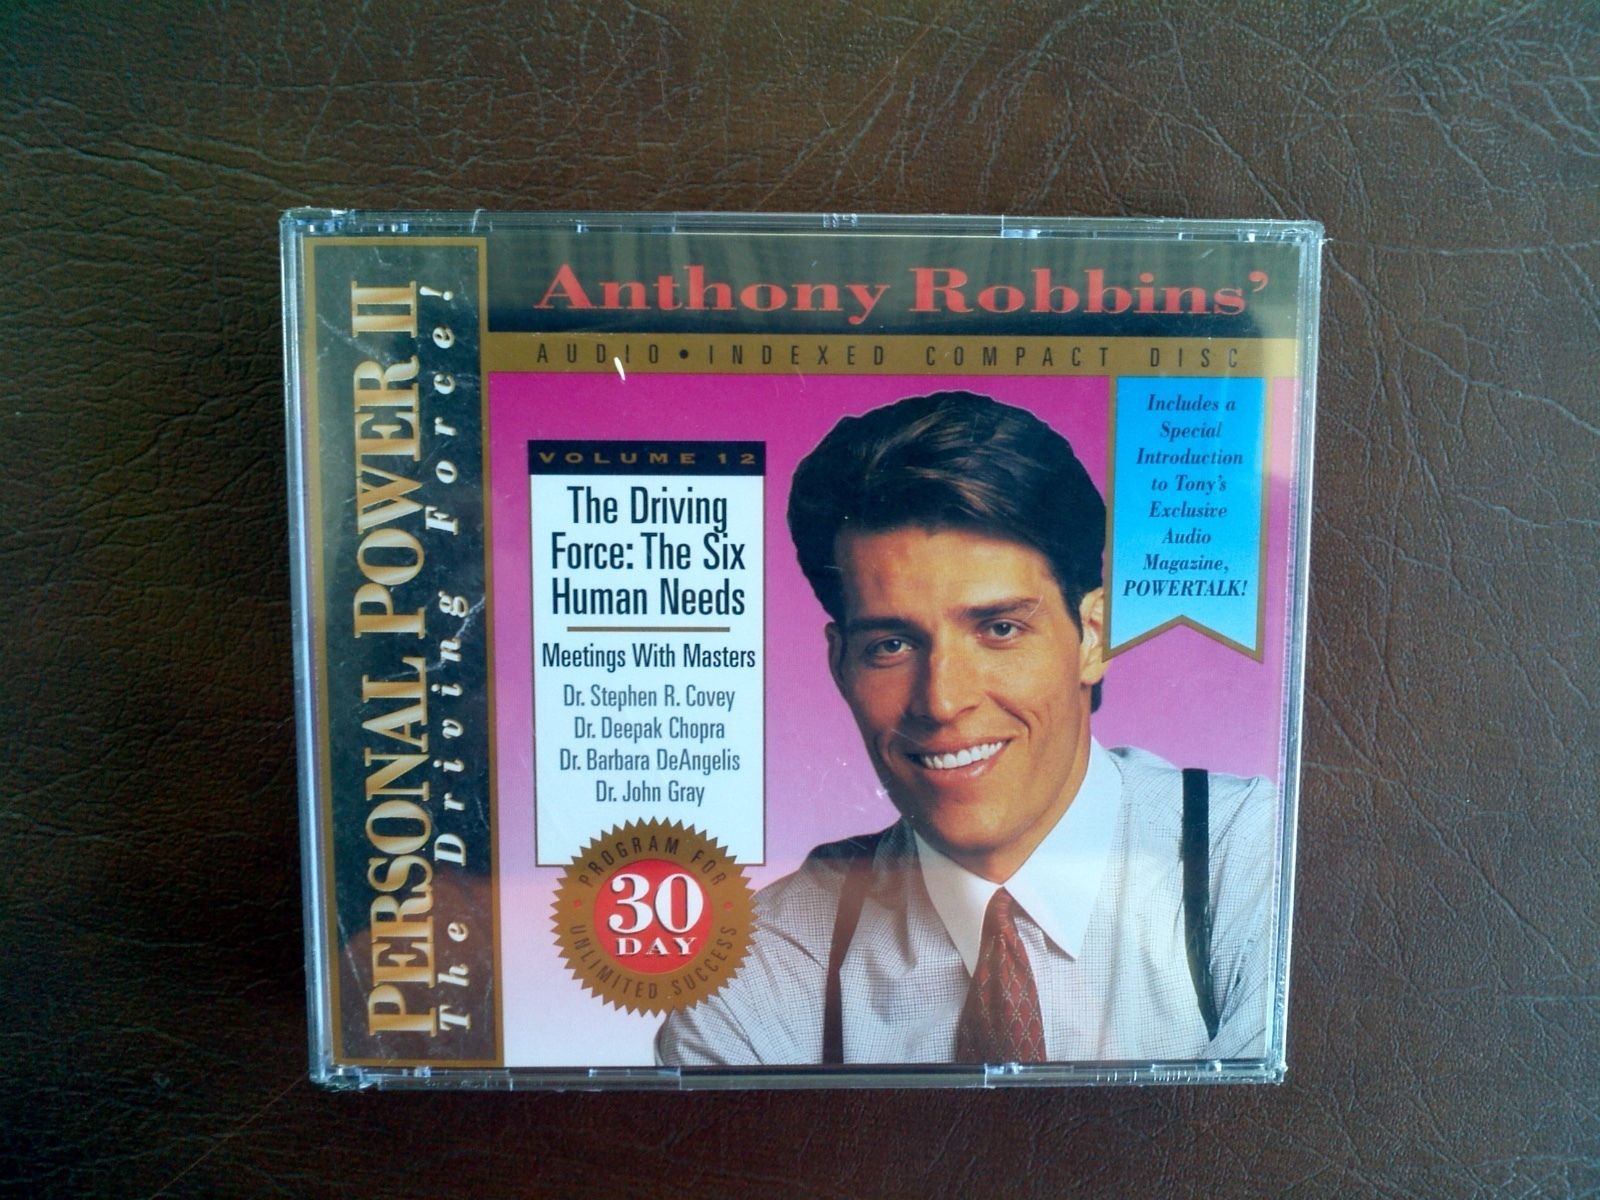 PERSONAL POWER II
The Driving Force!
Anthony Robbins'
AUDIO • INDEXED COMPACT DISC
VOLUME 12
The Driving
Force: The Six
Human Needs
Meetings With Masters
Dr. Stephen R. Covey
Dr. Deepak Chopra
Dr. Barbara DeAngelis
Dr. John Gray
PROGRAM FOR
30
DAY
UNLIMITED SUCCESS
Includes a
Special
Introduction
to Tony's
Exclusive
Audio
Magazine,
POWERTALK!